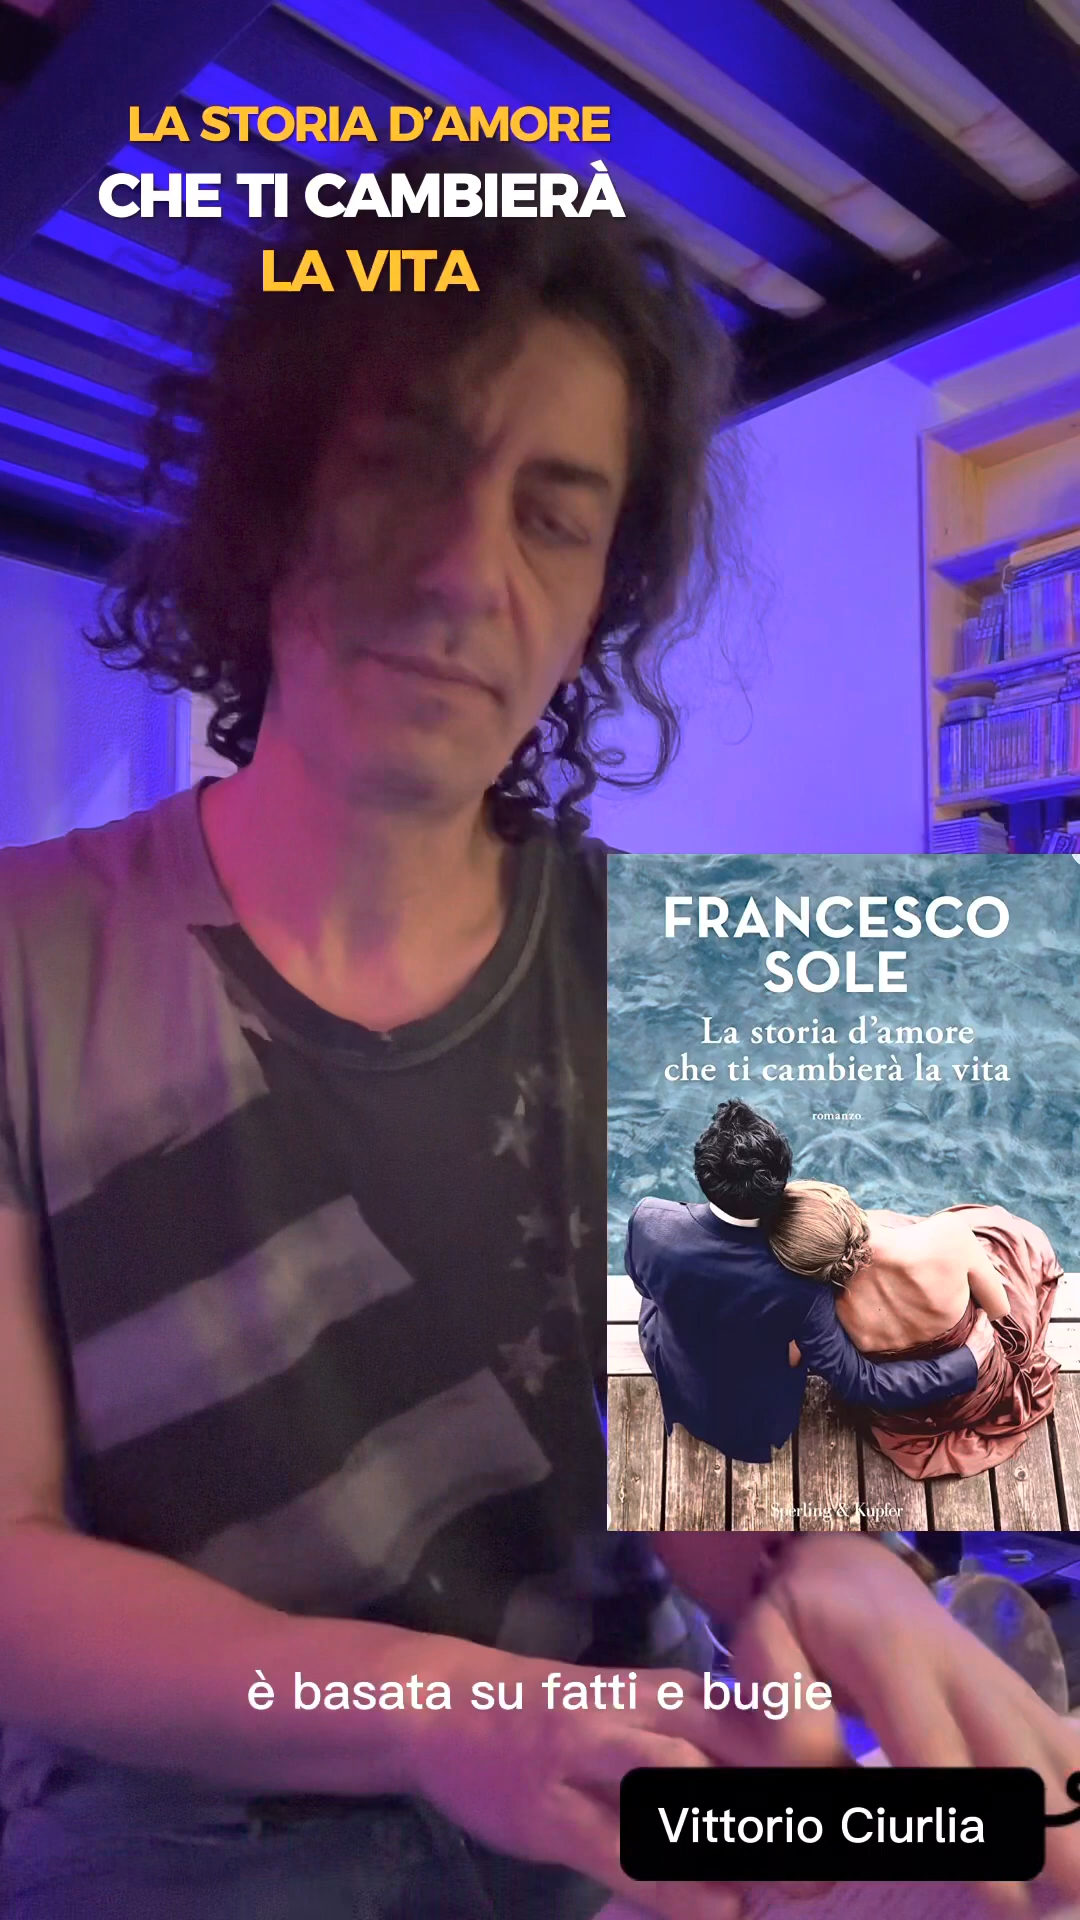 LA STORIA D’AMORE
CHE TI CAMBIERÀ
LA VITA
FRANCESCO
SOLE
La storia d’amore
che ti cambierà la vita
romanzo
Sperling & Kupfer
è basata su fatti e bugie
Vittorio Ciurlia